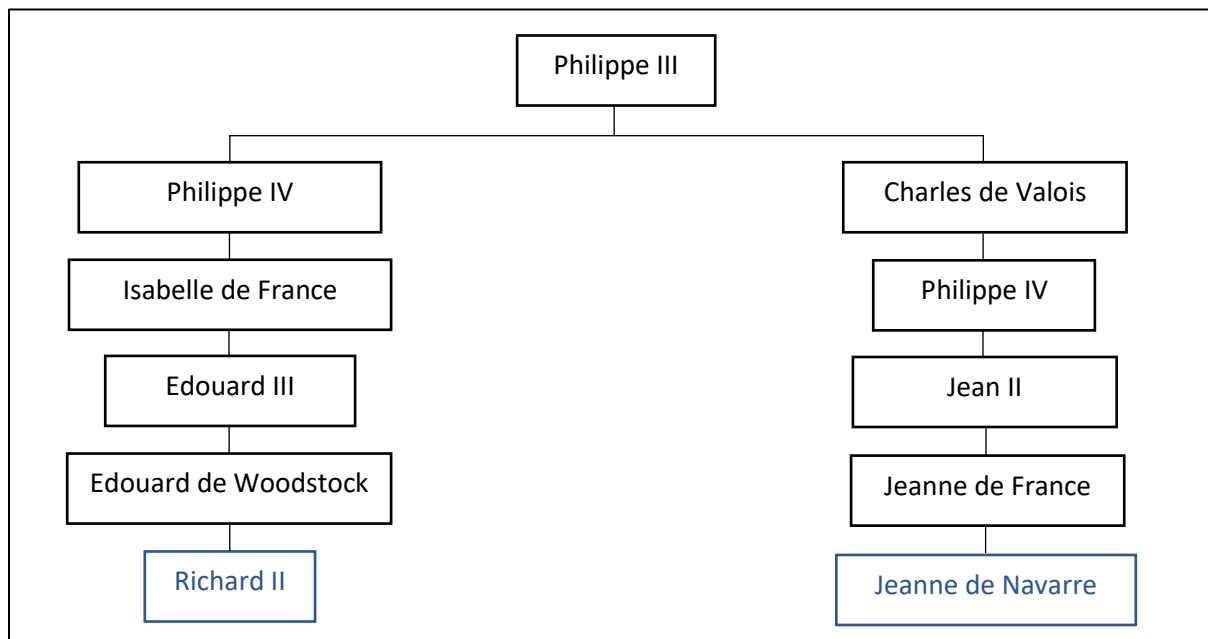 Philippe III
Philippe IV
Charles de Valois
Isabelle de France
Philippe IV
Edouard III
Jean II
Edouard de Woodstock
Jeanne de France
Richard II
Jeanne de Navarre